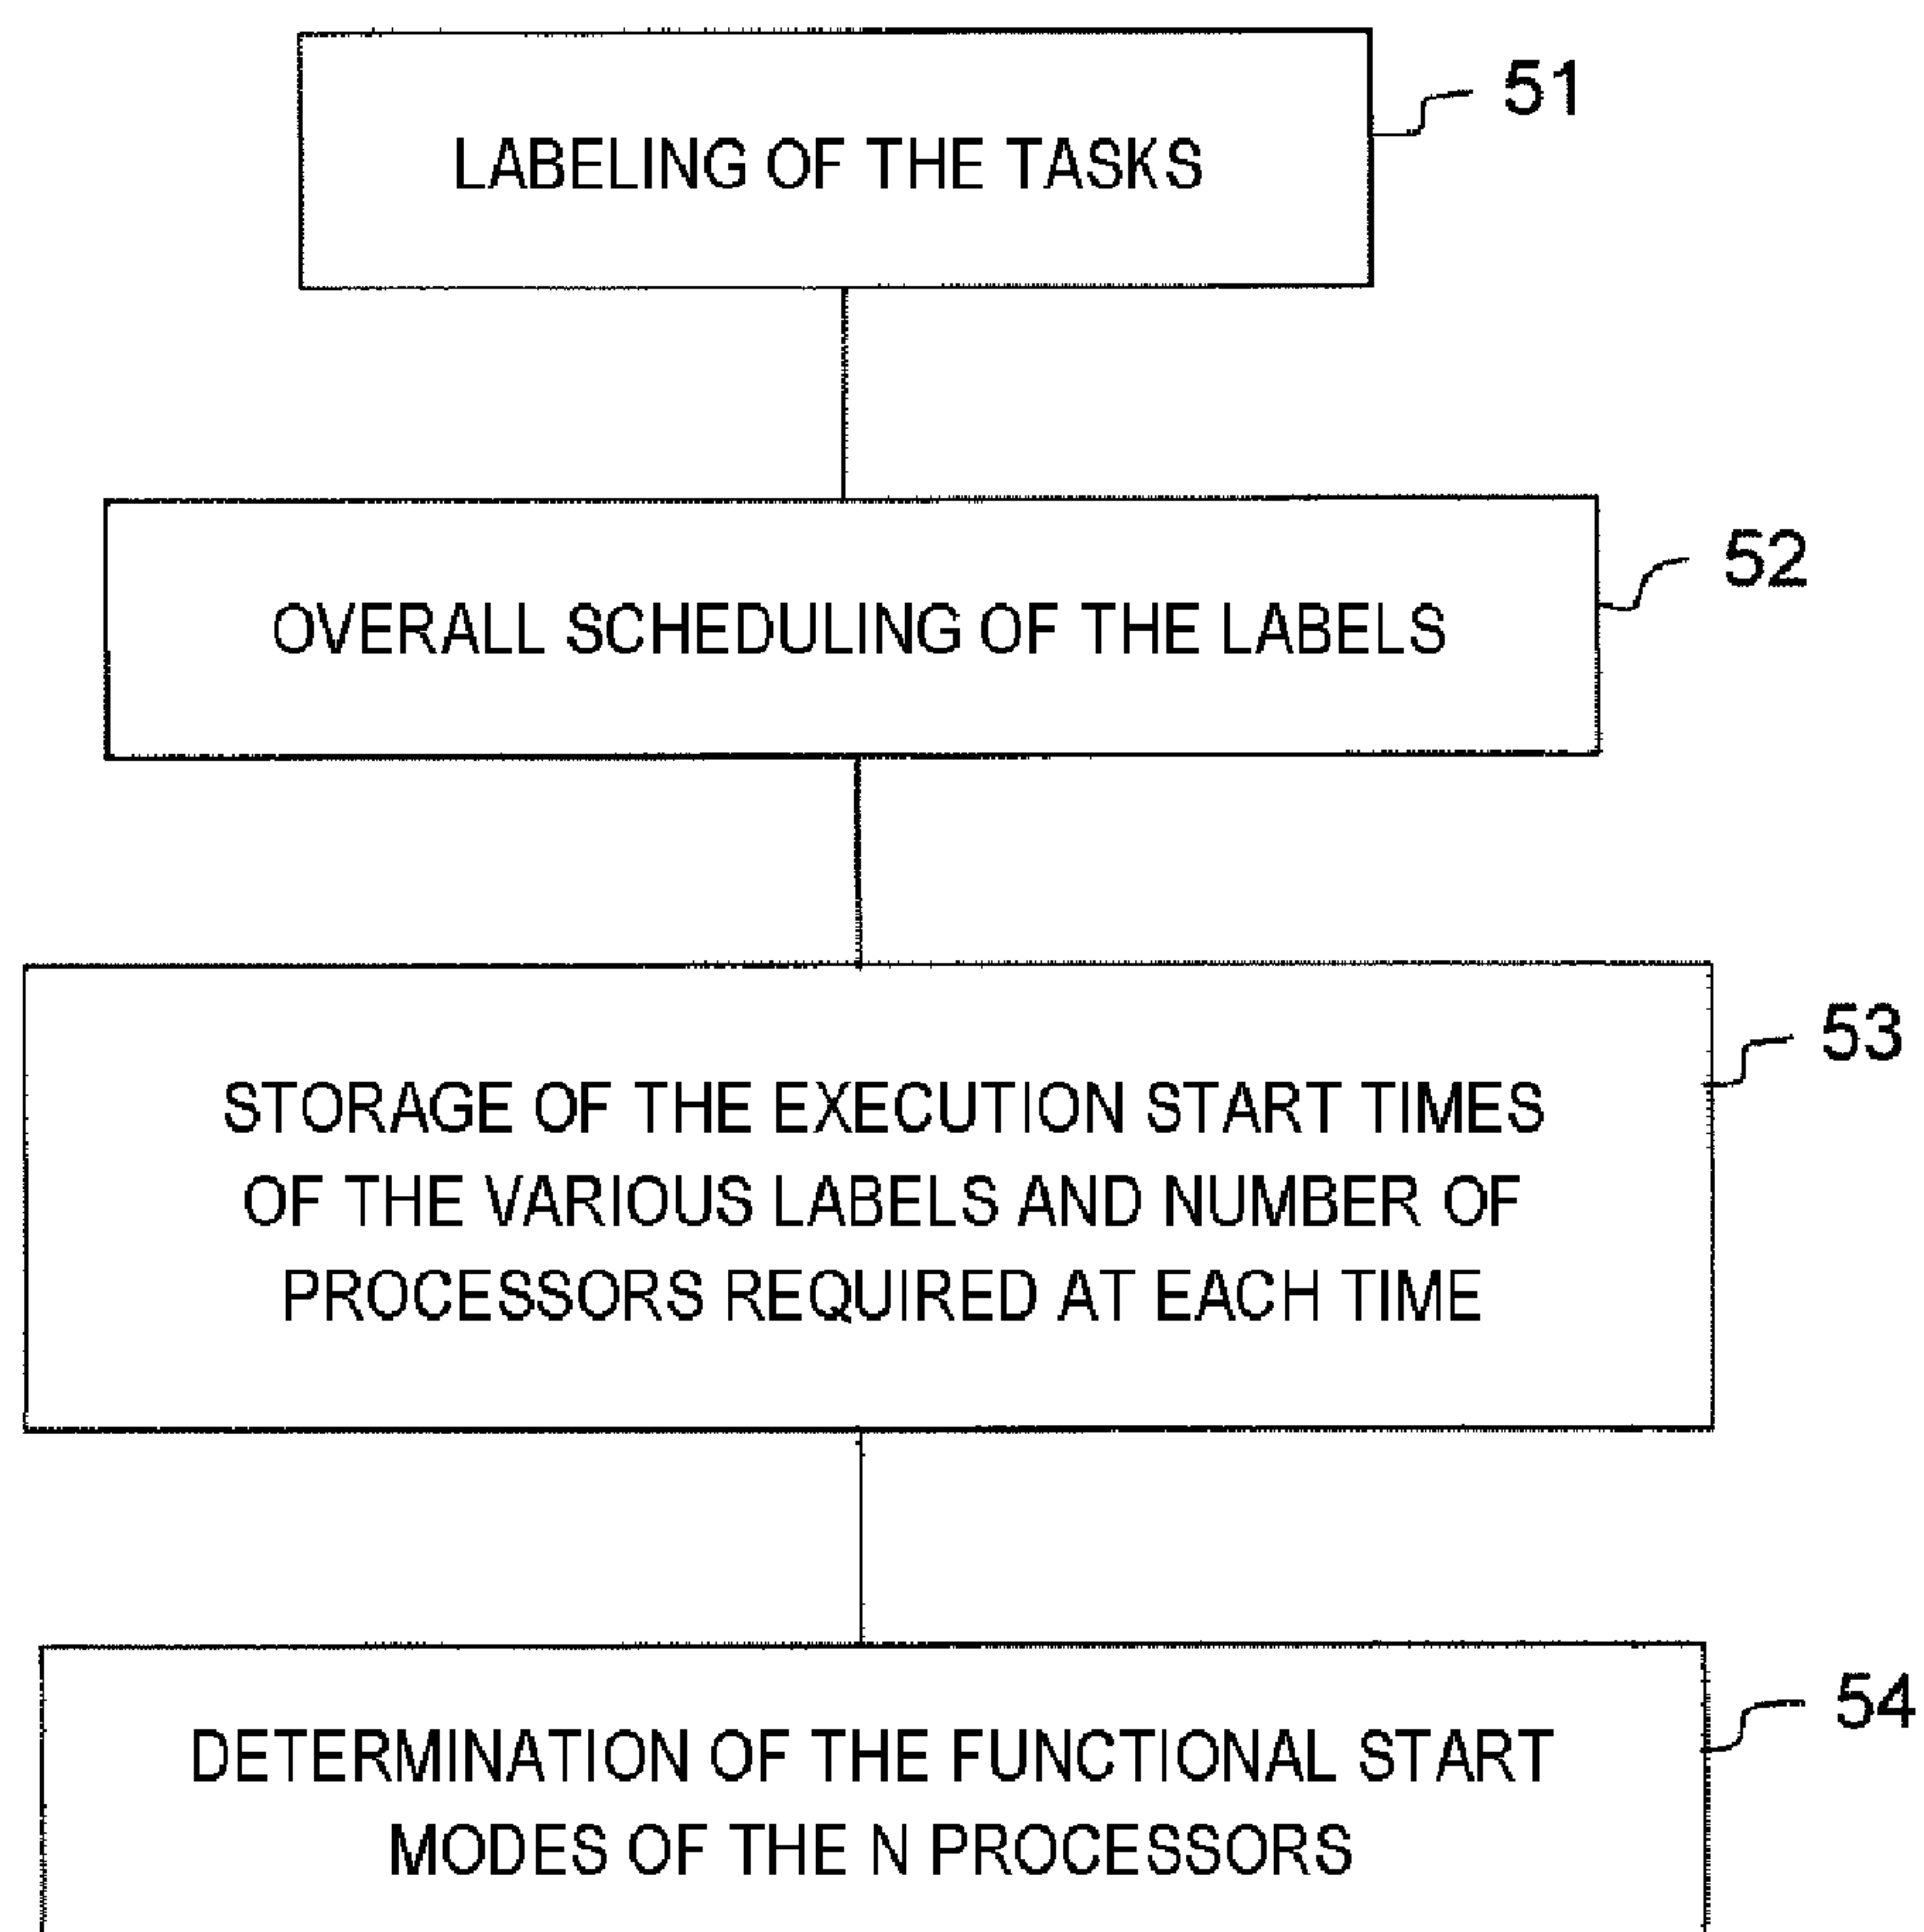 51
LABELING OF THE TASKS
52
OVERALL SCHEDULING OF THE LABELS
53
STORAGE OF THE EXECUTION START TIMES
OF THE VARIOUS LABELS AND NUMBER OF
PROCESSORS REQUIRED AT EACH TIME
54
DETERMINATION OF THE FUNCTIONAL START
MODES OF THE N PROCESSORS